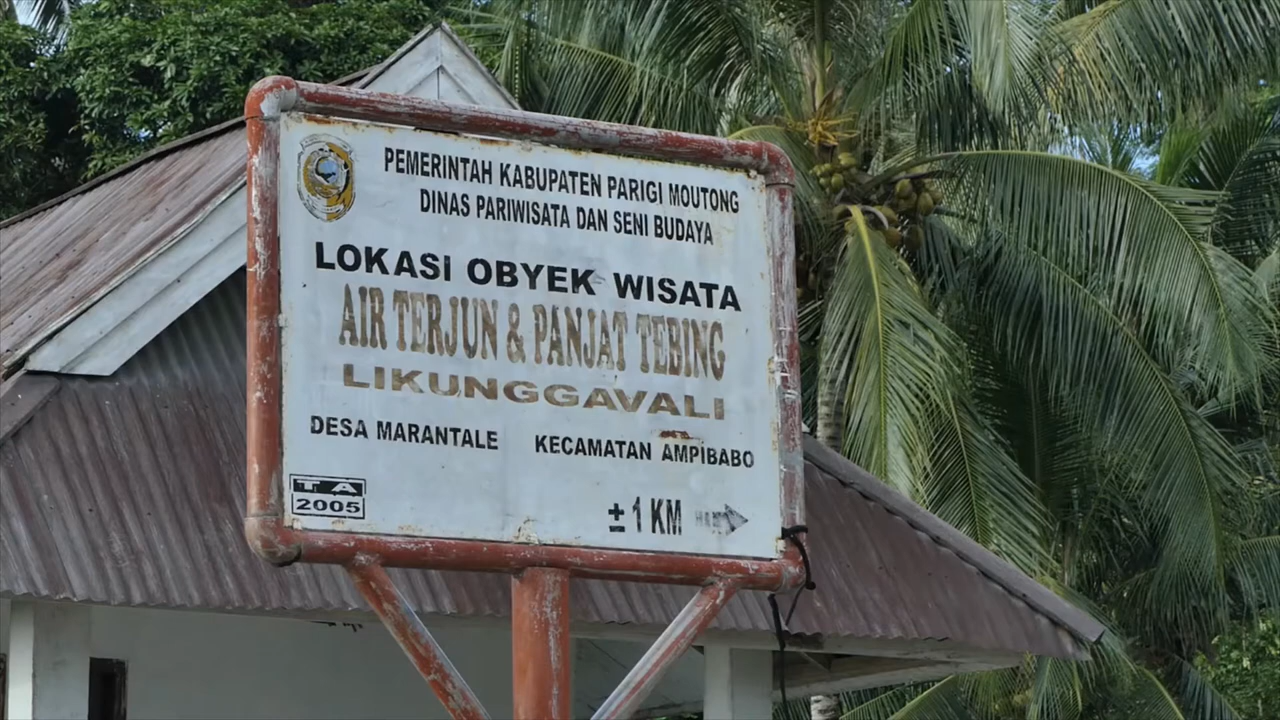 PEMERINTAH KABUPATEN PARIGI MOUTONG
DINAS PARIWISATA DAN SENI BUDAYA
LOKASI OBYEK WISATA
AIR TERJUN & PANJAT TEBING
LIKUNGGAVALI
DESA MARANTALE KECAMATAN AMPIBABO
TA
2005
±1 KM